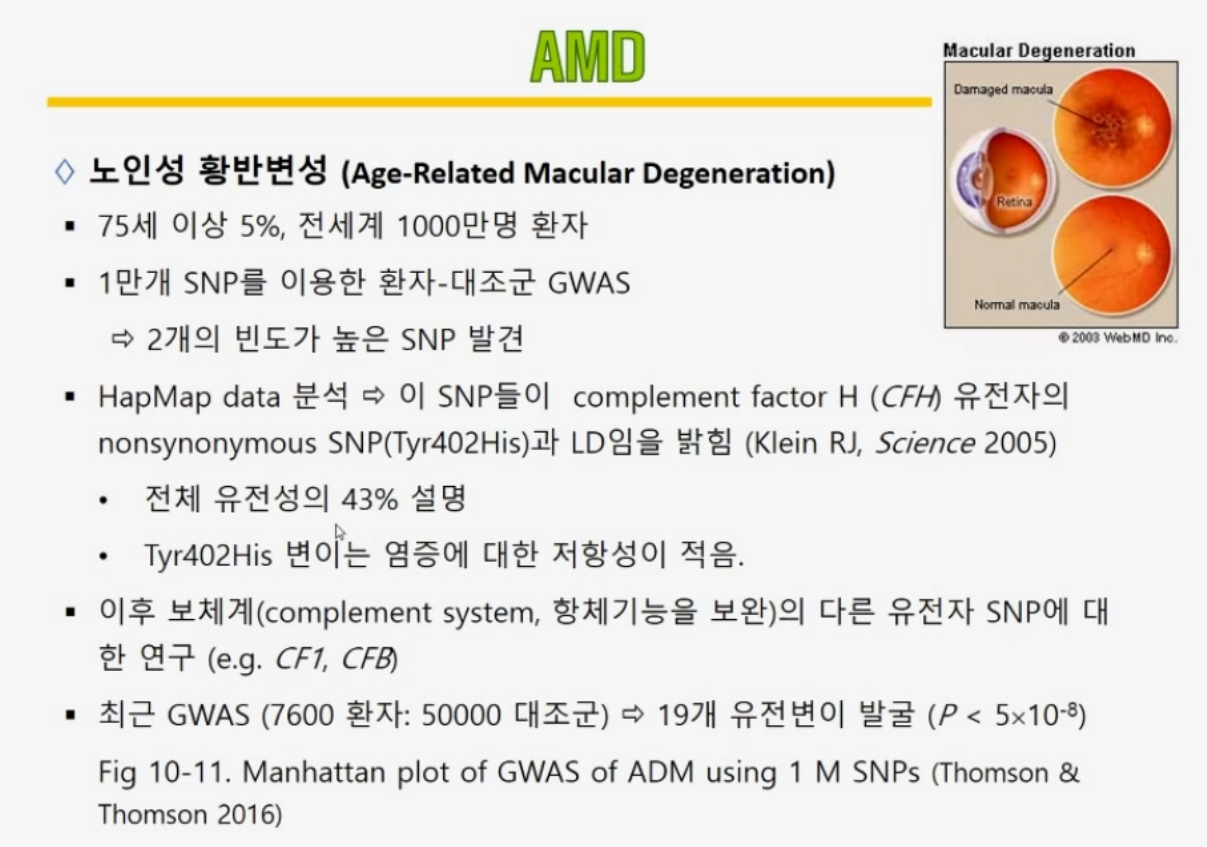 AMD
Macular Degeneration
Damaged macula
Retina
Normal macula
© 2003 WebMD Inc.
◇ 노인성 황반변성 (Age-Related Macular Degeneration)
▪ 75세 이상 5%, 전세계 1000만명 환자
▪ 1만개 SNP를 이용한 환자-대조군 GWAS
⇨ 2개의 빈도가 높은 SNP 발견
▪ HapMap data 분석 ⇨ 이 SNP들이 complement factor H (CFH) 유전자의
nonsynonymous SNP(Tyr402His)과 LD임을 밝힘 (Klein RJ, Science 2005)
• 전체 유전성의 43% 설명
• Tyr402His 변이는 염증에 대한 저항성이 적음.
▪ 이후 보체계(complement system, 항체기능을 보완)의 다른 유전자 SNP에 대
한 연구 (e.g. CF1, CFB)
▪ 최근 GWAS (7600 환자: 50000 대조군) ⇨ 19개 유전변이 발굴 (P < 5×10⁻⁸)
Fig 10-11. Manhattan plot of GWAS of ADM using 1 M SNPs (Thomson &
Thomson 2016)